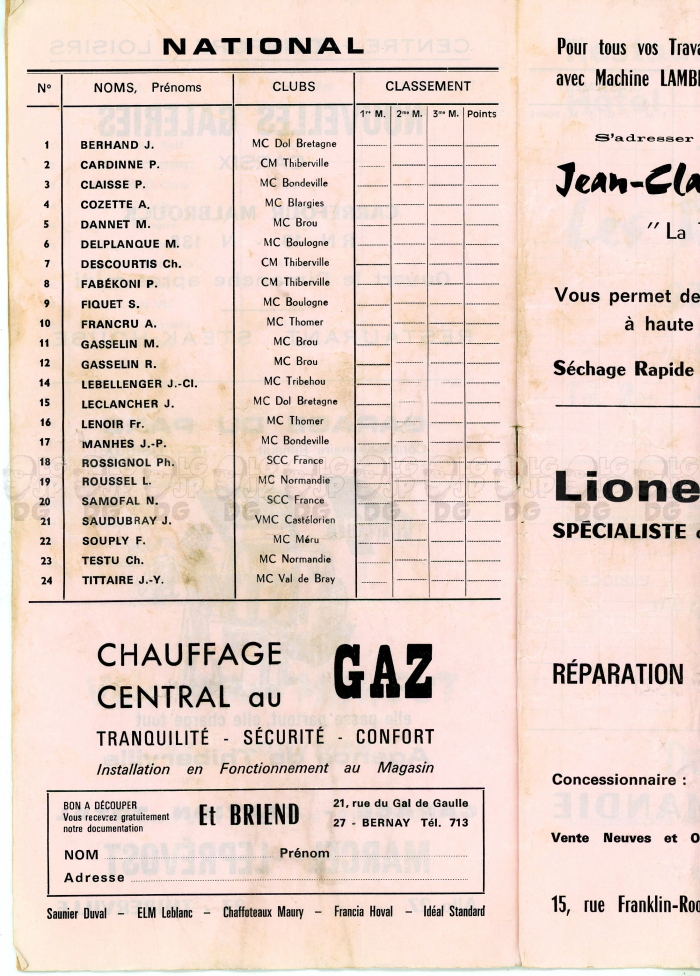 NATIONAL
N° NOMS, Prénoms CLUBS CLASSEMENT
1er M. 2me M. 3me M. Points
1 BERHAND J. MC Dol Bretagne
2 CARDINNE P. CM Thiberville
3 CLAISSE P. MC Bondeville
4 COZETTE A. MC Blargies
5 DANNET M. MC Brou
6 DELPLANQUE M. MC Boulogne
7 DESCOURTIS Ch. CM Thiberville
8 FABÉKONI P. CM Thiberville
9 FIQUET S. MC Boulogne
10 FRANCRU A. MC Thomer
11 GASSELIN M. MC Brou
12 GASSELIN R. MC Brou
14 LEBELLENGER J.-Cl. MC Tribehou
15 LECLANCHER J. MC Dol Bretagne
16 LENOIR Fr. MC Thomer
17 MANHES J.-P. MC Bondeville
18 ROSSIGNOL Ph. SCC France
19 ROUSSEL L. MC Normandie
20 SAMOFAL N. SCC France
21 SAUDUBRAY J. VMC Castélorien
22 SOUPLY F. MC Méru
23 TESTU Ch. MC Normandie
24 TITTAIRE J.-Y. MC Val de Bray
CHAUFFAGE
CENTRAL au GAZ
TRANQUILITÉ - SÉCURITÉ - CONFORT
Installation en Fonctionnement au Magasin
BON A DÉCOUPER
Vous recevrez gratuitement
notre documentation
Et BRIEND
21, rue du Gal de Gaulle
27 - BERNAY Tél. 713
NOM Prénom
Adresse
Saunier Duval - ELM Leblanc - Chaffoteaux Maury - Francia Hoval - Idéal Standard
Pour tous vos Trava
avec Machine LAMB
S'adresser
Jean-Cla
" La
Vous permet de
à haute
Séchage Rapide
Lione
SPÉCIALISTE
RÉPARATION
Concessionnaire :
Vente Neuves et O
15, rue Franklin-Roo